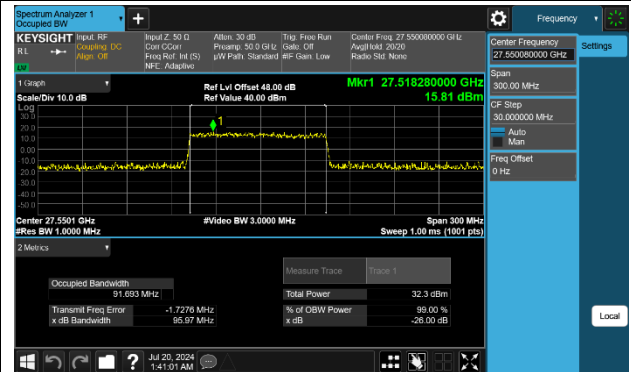 Spectrum Analyzer 1
Occupied BW
Frequency
KEYSIGHT
RL
LW
Input: RF
Coupling: DC
Align: Off
Input Z: 50 Ω
Corr CCorr
Freq Ref: Int (S)
NFE: Adaptive
Atten: 30 dB
Preamp: 50.0 GHz
µW Path: Standard
Trig: Free Run
Gate: Off
#IF Gain: Low
Center Freq: 27.550080000 GHz
Avg|Hold: 20/20
Radio Std: None
Center Frequency
27.550080000 GHz
Settings
Span
300.00 MHz
CF Step
30.000000 MHz
Auto
Man
Freq Offset
0 Hz
Local
1 Graph
Scale/Div 10.0 dB
Ref Lvl Offset 48.00 dB
Ref Value 40.00 dBm
Mkr1 27.518280000 GHz
15.81 dBm
Log
30.0
20.0
10.0
0.00
-10.0
-20.0
-30.0
-40.0
-50.0
1
Center 27.5501 GHz
#Res BW 1.0000 MHz
#Video BW 3.0000 MHz
Span 300 MHz
Sweep 1.00 ms (1001 pts)
2 Metrics
Measure Trace
Trace 1
Occupied Bandwidth
91.693 MHz
Total Power
32.3 dBm
Transmit Freq Error
-1.7276 MHz
% of OBW Power
99.00 %
x dB Bandwidth
95.97 MHz
x dB
-26.00 dB
?
Jul 20, 2024
1:41:01 AM